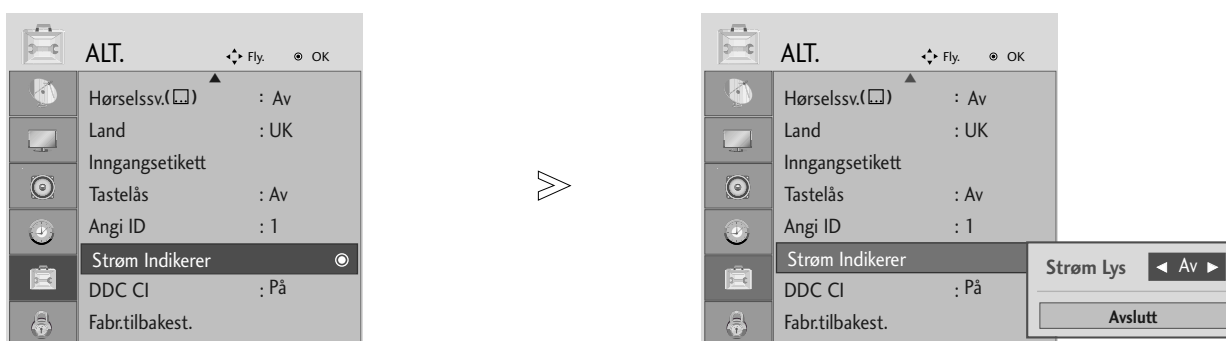 ALT. Fly. OK
Hørselssv.( ) : Av
Land : UK
Inngangsetikett
Tastelås : Av
Angi ID : 1
Strøm Indikerer
DDC CI : På
Fabr.tilbakest.
ALT. Fly. OK
Hørselssv.( ) : Av
Land : UK
Inngangsetikett
Tastelås : Av
Angi ID : 1
Strøm Indikerer
DDC CI : På
Fabr.tilbakest.
Strøm Lys ◄ Av ►
Avslutt